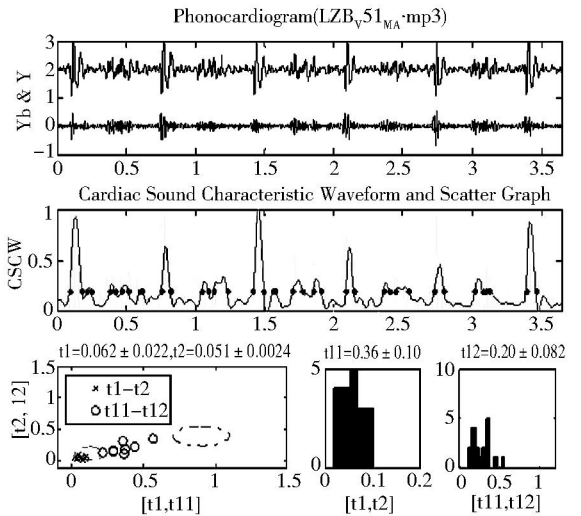 Phonocardiogram(LZBV51MA·mp3)
Yb & Y
3
2
1
0
−1
0 0.5 1 1.5 2 2.5 3 3.5
Cardiac Sound Characteristic Waveform and Scatter Graph
CSCW
1
0.5
0
0 0.5 1 1.5 2 2.5 3 3.5
t1=0.062 ± 0.022,t2=0.051 ± 0.0024
t11=0.36 ± 0.10
t12=0.20 ± 0.082
[t2, 12]
1.5
1
0.5
0
t1−t2
t11−t12
0 0.5 1 1.5
[t1,t11]
5
0
0 0.1 0.2
[t1,t2]
10
5
0
0 0.5 1
[t11,t12]